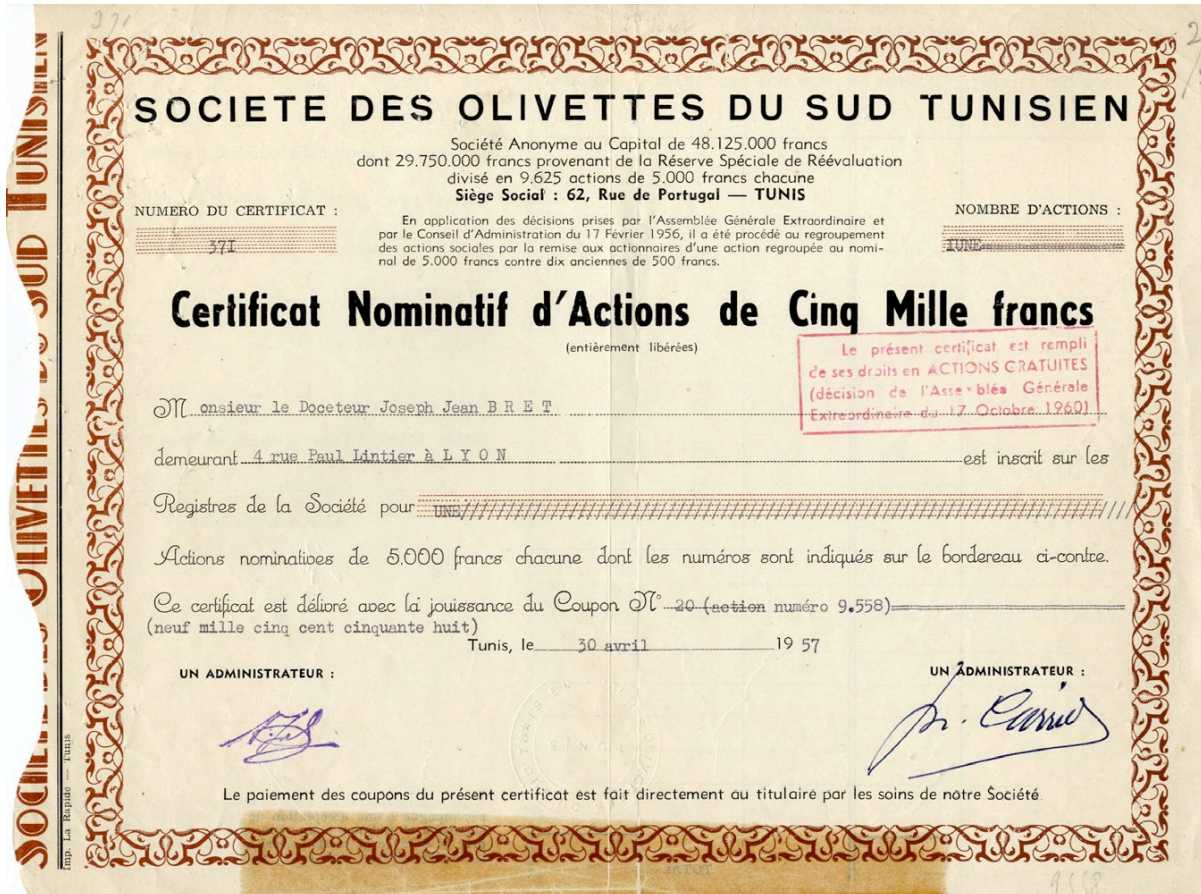 SOCIETE DES OLIVETTES DU SUD TUNISIEN
Société Anonyme au Capital de 48.125.000 francs
dont 29.750.000 francs provenant de la Réserve Spéciale de Réévaluation
divisé en 9.625 actions de 5.000 francs chacune
Siège Social : 62, Rue de Portugal — TUNIS
NUMERO DU CERTIFICAT :
371
NOMBRE D'ACTIONS :
IUNE
En application des décisions prises par l'Assemblée Générale Extraordinaire et
par le Conseil d'Administration du 17 Février 1956, il a été procédé au regroupement
des actions sociales par la remise aux actionnaires d'une action regroupée au nomi-
nal de 5.000 francs contre dix anciennes de 500 francs.
Certificat Nominatif d'Actions de Cinq Mille francs
(entièrement libérées)
Le présent certificat est rempli
de ses droits en ACTIONS GRATUITES
(décision de l'Assemblée Générale
Extraordinaire du 17 Octobre 1960)
Monsieur le Doceteur Joseph Jean B R E T
demeurant 4 rue Paul Lintier à L Y O N est inscrit sur les
Registres de la Société pour UNE//////////////////////////////
Actions nominatives de 5.000 francs chacune dont les numéros sont indiqués sur le bordereau ci-contre.
Ce certificat est délivré avec la jouissance du Coupon N° 20 (action numéro 9.558)
(neuf mille cinq cent cinquante huit)
Tunis, le 30 avril 1957
UN ADMINISTRATEUR :
UN ADMINISTRATEUR :
Le paiement des coupons du présent certificat est fait directement au titulaire par les soins de nôtre Société.
SOCIETE DES OLIVETTES DU SUD TUNISIEN
Imp. La Rapide — Tunis
371
9558